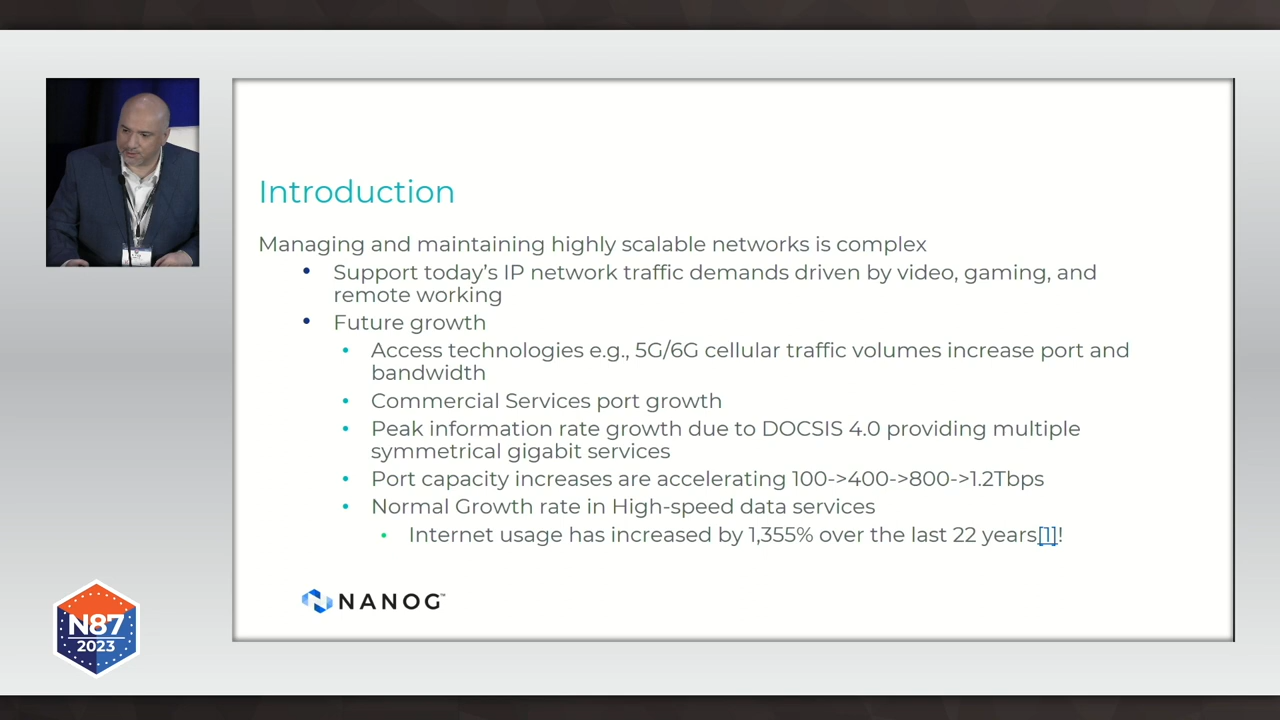 Introduction
Managing and maintaining highly scalable networks is complex
• Support today's IP network traffic demands driven by video, gaming, and
remote working
• Future growth
• Access technologies e.g., 5G/6G cellular traffic volumes increase port and
bandwidth
• Commercial Services port growth
• Peak information rate growth due to DOCSIS 4.0 providing multiple
symmetrical gigabit services
• Port capacity increases are accelerating 100->400->800->1.2Tbps
• Normal Growth rate in High-speed data services
• Internet usage has increased by 1,355% over the last 22 years[1]!
NANOG™
N87
2023